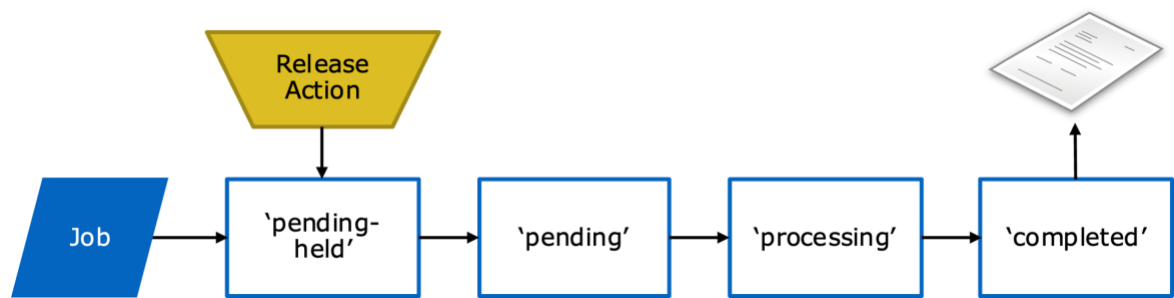 Release
Action
Job
‘pending-
held’
‘pending’
‘processing’
‘completed’